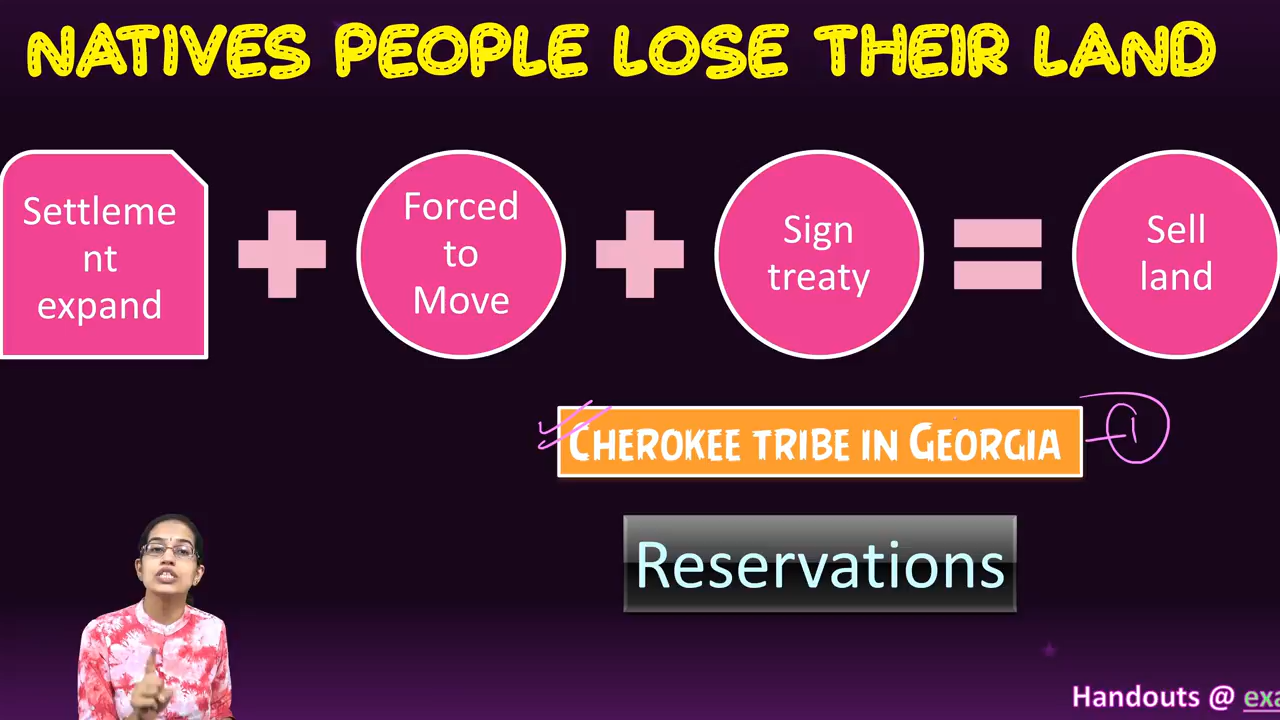 NATIVES PEOPLE LOSE THEIR LAND
Settleme
nt
expand
Forced
to
Move
Sign
treaty
Sell
land
CHEROKEE TRIBE IN GEORGIA
1
Reservations
Handouts @ exa